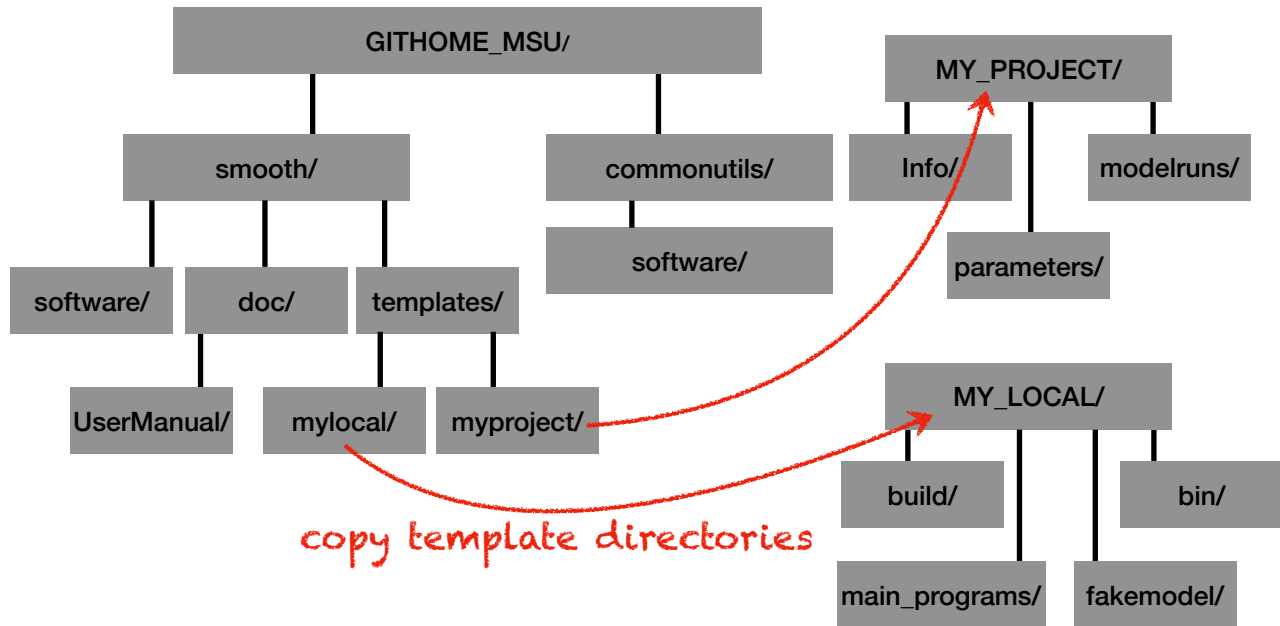 GITHOME_MSU/
MY_PROJECT/
smooth/
commonutils/
Info/
modelruns/
software/
parameters/
software/
doc/
templates/
UserManual/
mylocal/
myproject/
MY_LOCAL/
build/
bin/
copy template directories
main_programs/
fakemodel/